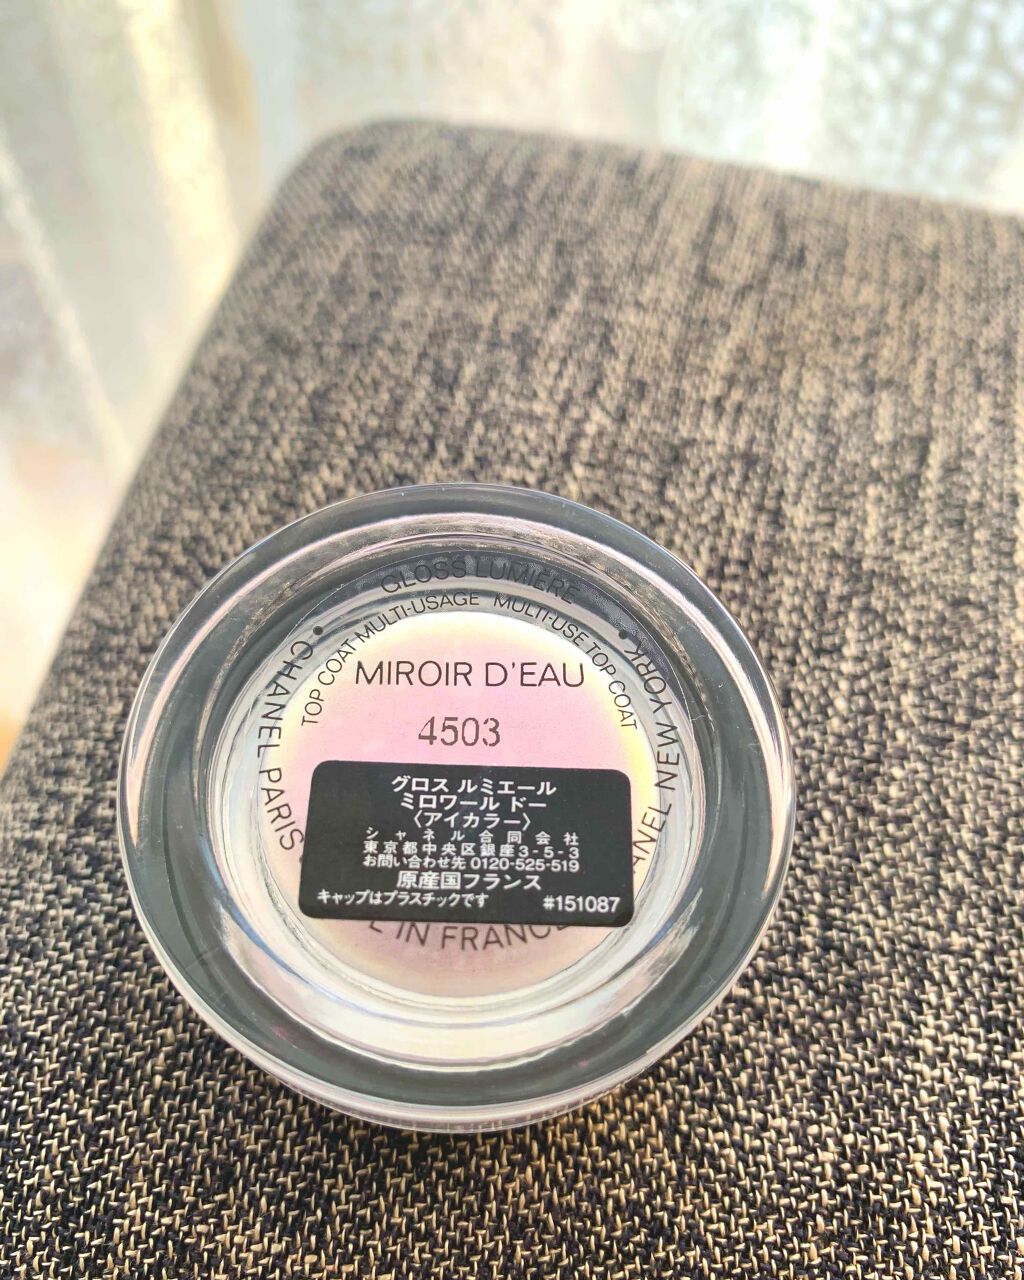 GLOSS LUMIÈRE
TOP COAT MULTI-USAGE MULTI-USE TOP COAT
MIROIR D'EAU
4503
• CHANEL PARIS
グロス ルミエール
ミロワール ドー
〈アイカラー〉
シャネル合同会社
東京都中央区銀座3-5-3
お問い合わせ先 0120-525-519
原産国フランス
キャップはプラスチックです #151087
ANEL NEW YORK •
E IN FRANCE